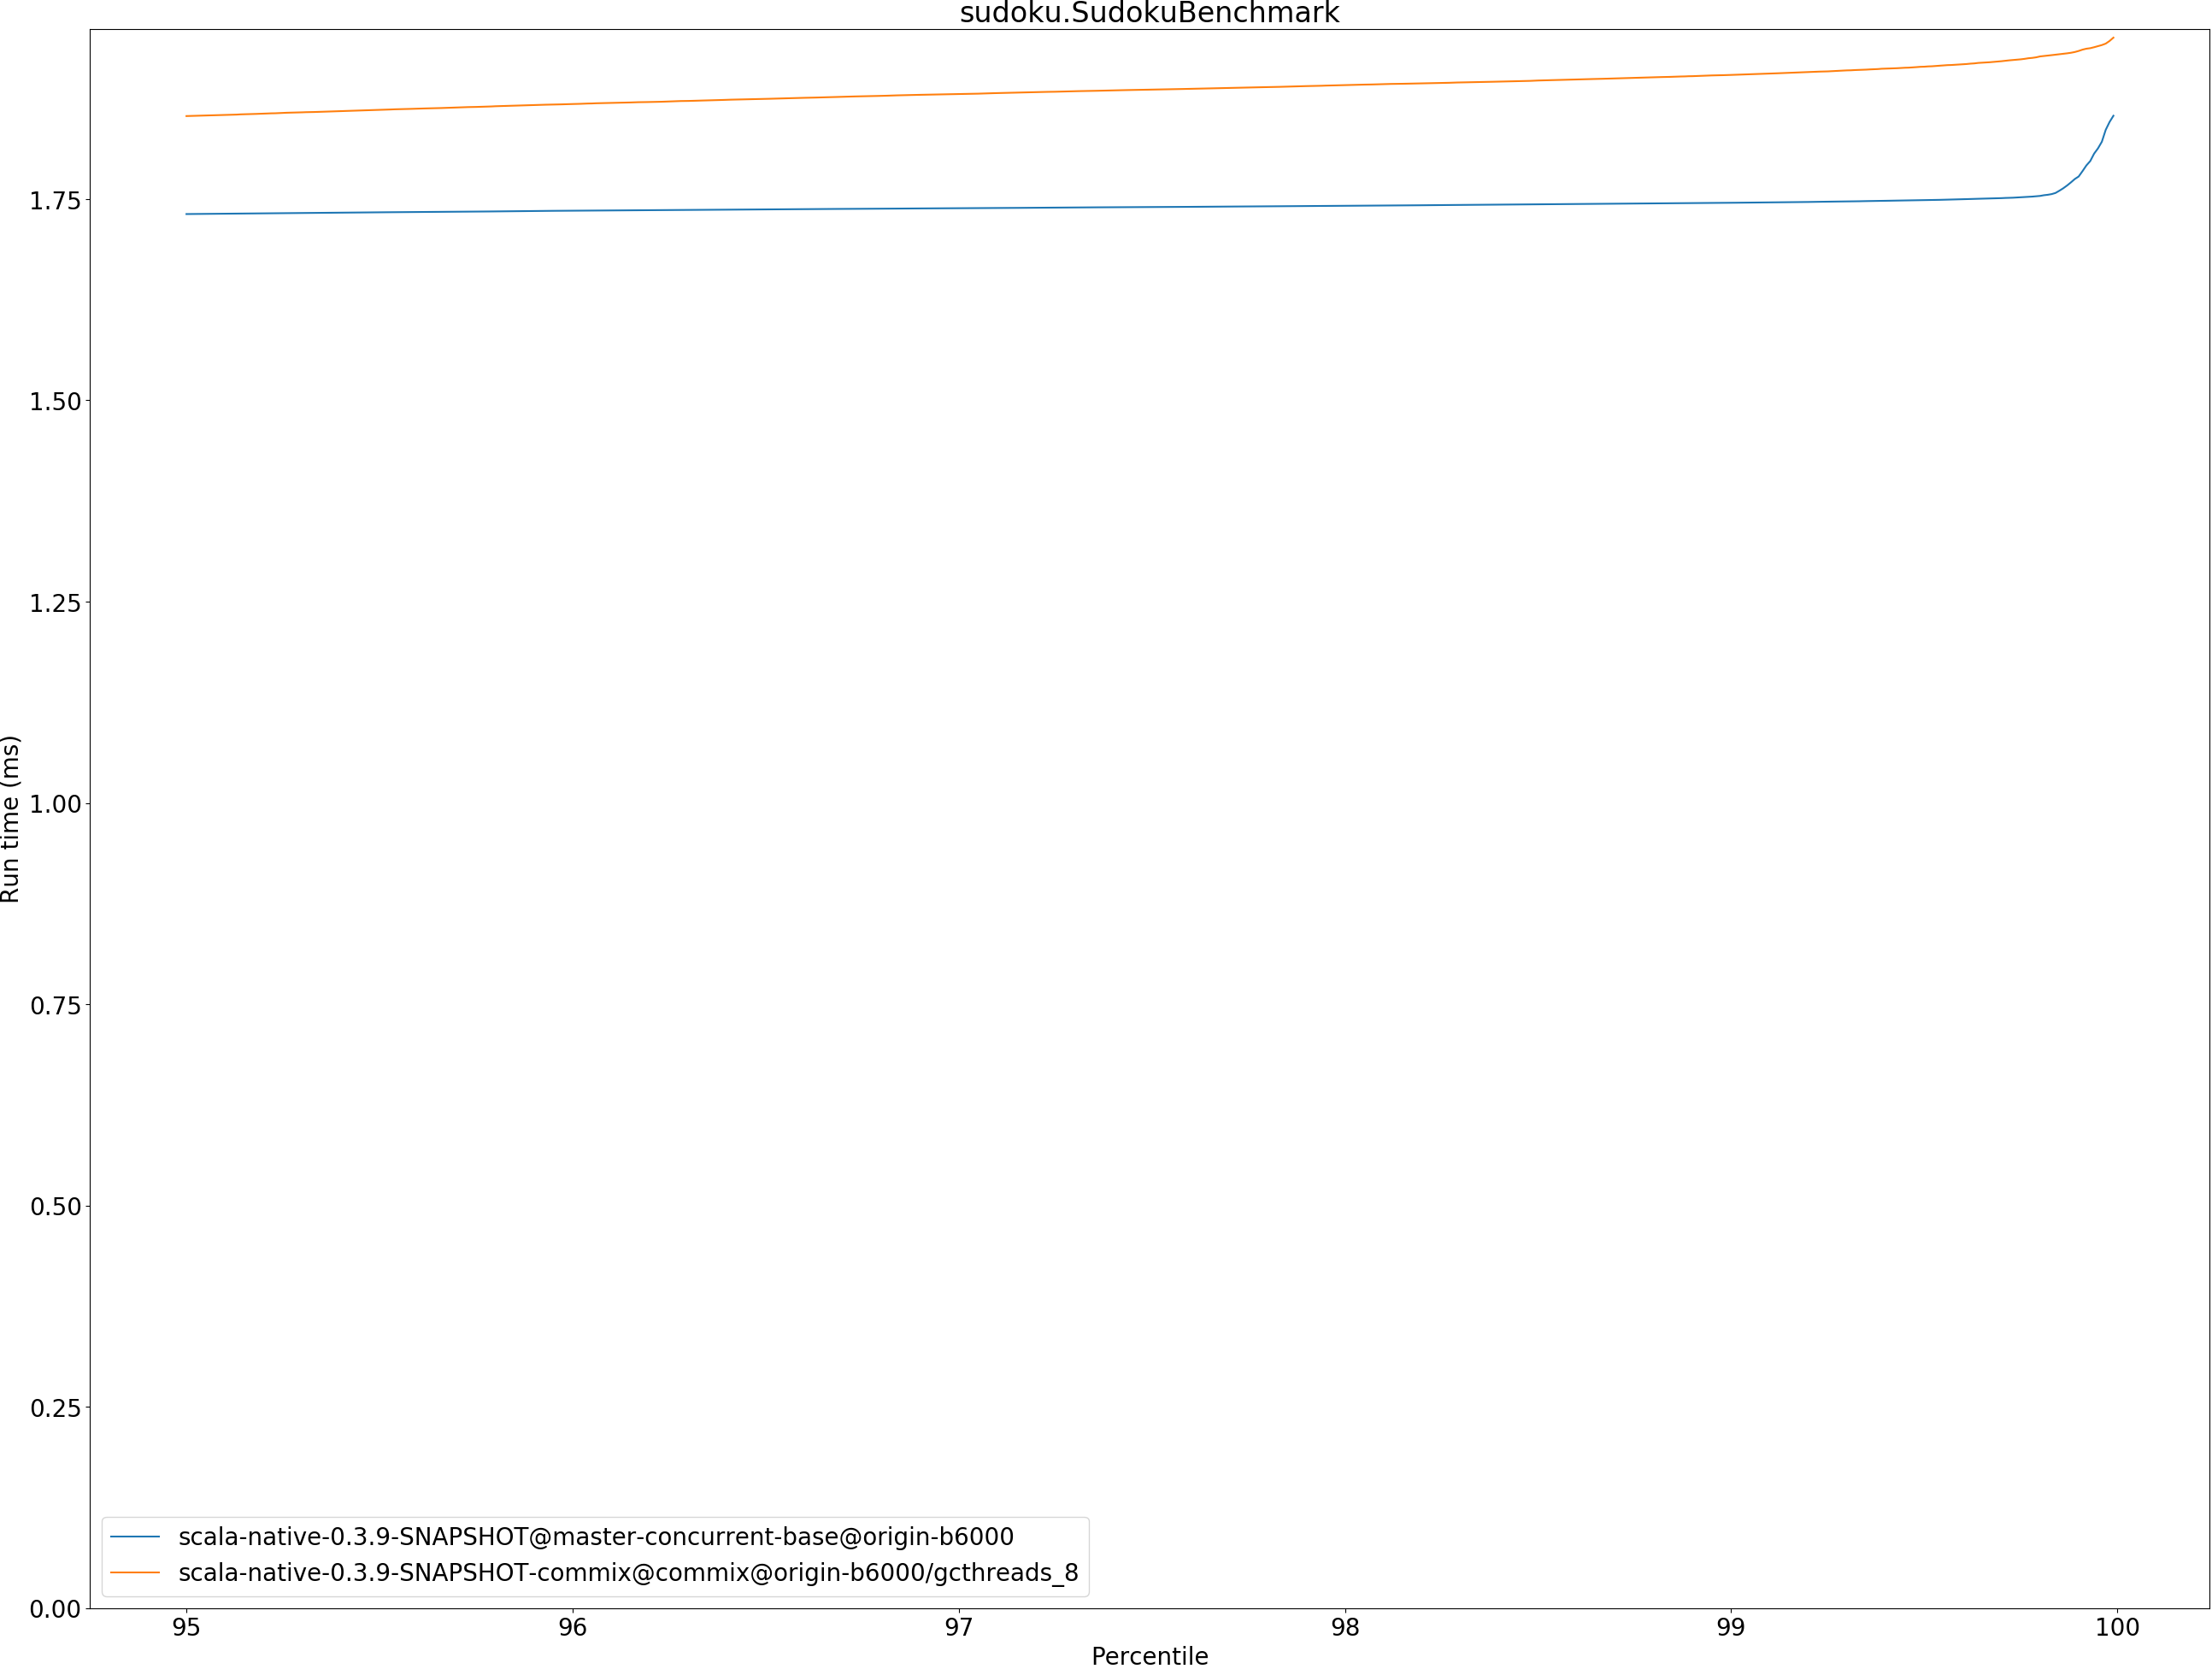 sudoku.SudokuBenchmark
Run time (ms)
1.75
1.50
1.25
1.00
0.75
0.50
0.25
0.00
scala-native-0.3.9-SNAPSHOT@master-concurrent-base@origin-b6000
scala-native-0.3.9-SNAPSHOT-commix@commix@origin-b6000/gcthreads_8
95 96 97 98 99 100
Percentile